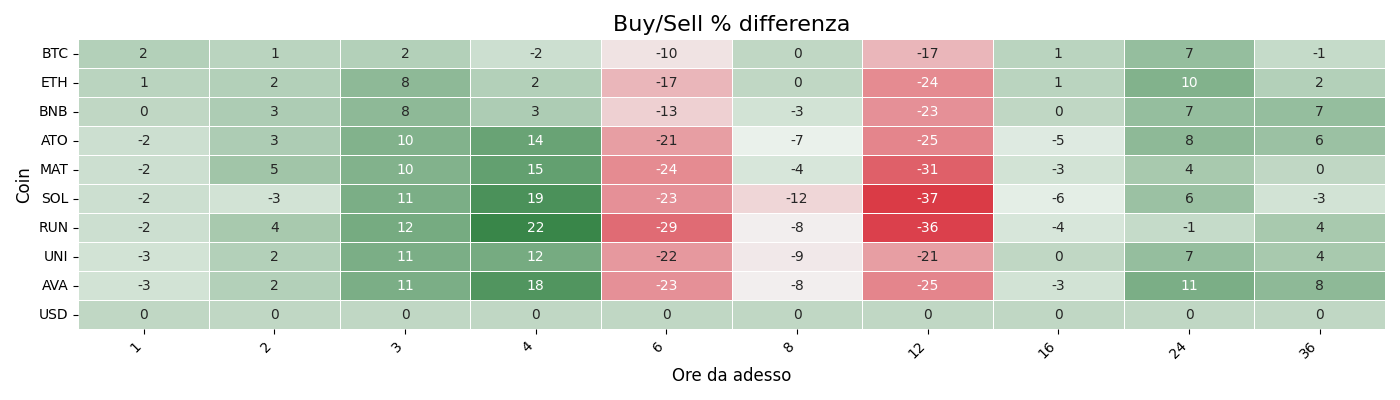 Buy/Sell % differenza
Coin
BTC 2 1 2 -2 -10 0 -17 1 7 -1
ETH 1 2 8 2 -17 0 -24 1 10 2
BNB 0 3 8 3 -13 -3 -23 0 7 7
ATO -2 3 10 14 -21 -7 -25 -5 8 6
MAT -2 5 10 15 -24 -4 -31 -3 4 0
SOL -2 -3 11 19 -23 -12 -37 -6 6 -3
RUN -2 4 12 22 -29 -8 -36 -4 -1 4
UNI -3 2 11 12 -22 -9 -21 0 7 4
AVA -3 2 11 18 -23 -8 -25 -3 11 8
USD 0 0 0 0 0 0 0 0 0 0
1 2 3 4 6 8 12 16 24 36
Ore da adesso